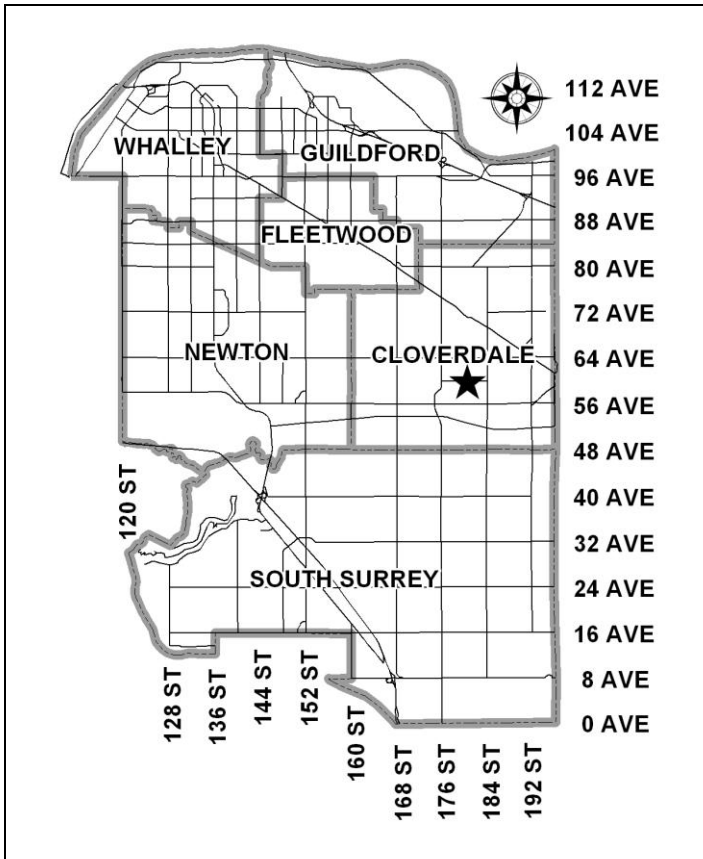 112 AVE
104 AVE
WHALLEY
GUILDFORD
96 AVE
88 AVE
FLEETWOOD
80 AVE
72 AVE
NEWTON
CLOVERDALE
64 AVE
56 AVE
48 AVE
120 ST
40 AVE
32 AVE
SOUTH SURREY
24 AVE
16 AVE
128 ST
136 ST
144 ST
152 ST
160 ST
8 AVE
0 AVE
168 ST
176 ST
184 ST
192 ST